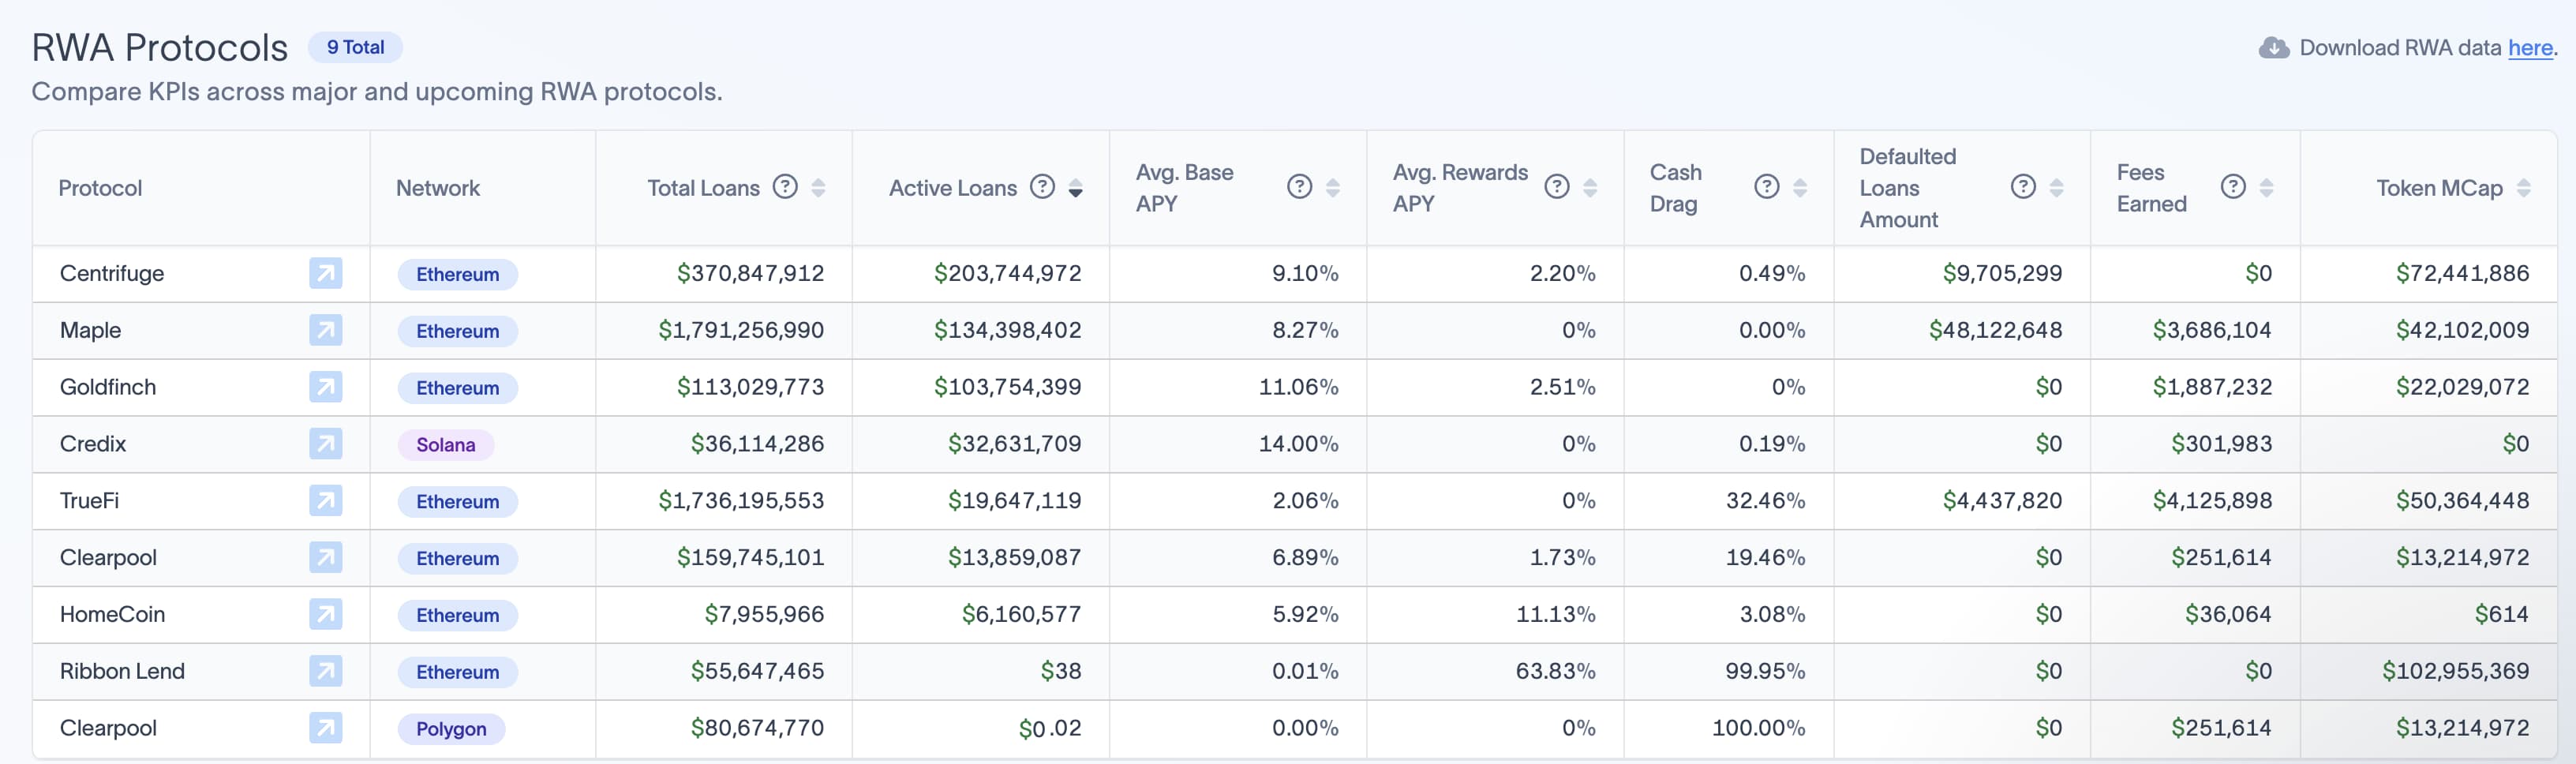 RWA Protocols 9 Total
Download RWA data here.
Compare KPIs across major and upcoming RWA protocols.
Protocol Network Total Loans ? Active Loans ? Avg. Base APY ? Avg. Rewards APY ? Cash Drag ? Defaulted Loans Amount ? Fees Earned ? Token MCap
Centrifuge Ethereum $370,847,912 $203,744,972 9.10% 2.20% 0.49% $9,705,299 $0 $72,441,886
Maple Ethereum $1,791,256,990 $134,398,402 8.27% 0% 0.00% $48,122,648 $3,686,104 $42,102,009
Goldfinch Ethereum $113,029,773 $103,754,399 11.06% 2.51% 0% $0 $1,887,232 $22,029,072
Credix Solana $36,114,286 $32,631,709 14.00% 0% 0.19% $0 $301,983 $0
TrueFi Ethereum $1,736,195,553 $19,647,119 2.06% 0% 32.46% $4,437,820 $4,125,898 $50,364,448
Clearpool Ethereum $159,745,101 $13,859,087 6.89% 1.73% 19.46% $0 $251,614 $13,214,972
HomeCoin Ethereum $7,955,966 $6,160,577 5.92% 11.13% 3.08% $0 $36,064 $614
Ribbon Lend Ethereum $55,647,465 $38 0.01% 63.83% 99.95% $0 $0 $102,955,369
Clearpool Polygon $80,674,770 $0.02 0.00% 0% 100.00% $0 $251,614 $13,214,972